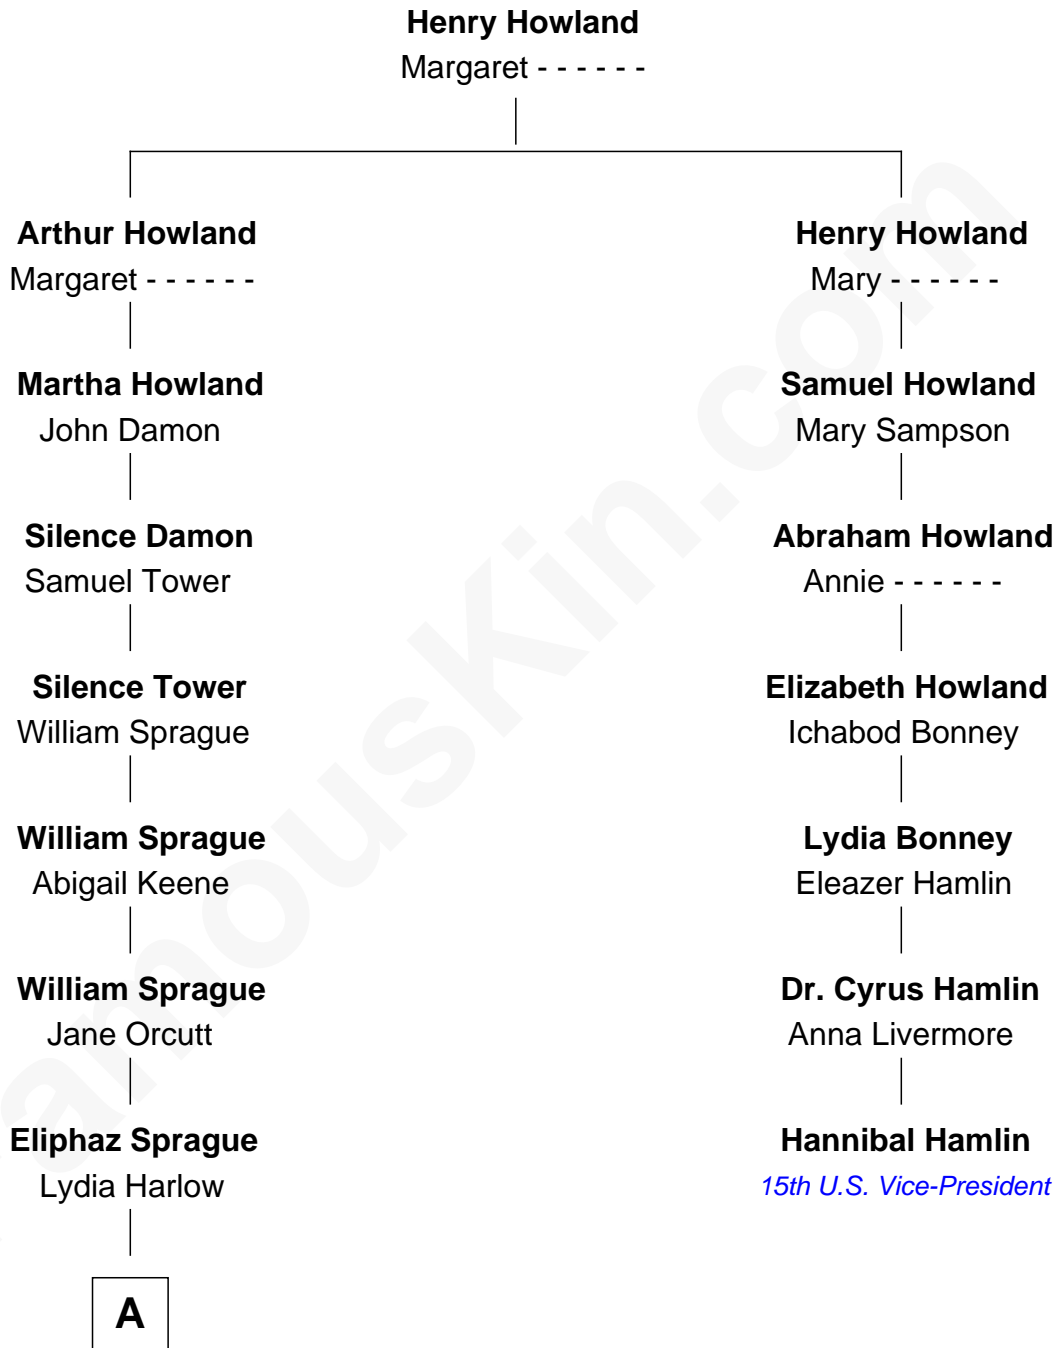 Henry Howland
Margaret - - - - - -
Arthur Howland
Margaret - - - - - -
Henry Howland
Mary - - - - - -
Martha Howland
John Damon
Samuel Howland
Mary Sampson
Silence Damon
Samuel Tower
Abraham Howland
Annie - - - - - -
Silence Tower
William Sprague
Elizabeth Howland
Ichabod Bonney
William Sprague
Abigail Keene
Lydia Bonney
Eleazer Hamlin
William Sprague
Jane Orcutt
Dr. Cyrus Hamlin
Anna Livermore
Eliphaz Sprague
Lydia Harlow
Hannibal Hamlin
15th U.S. Vice-President
A
amouskin.com